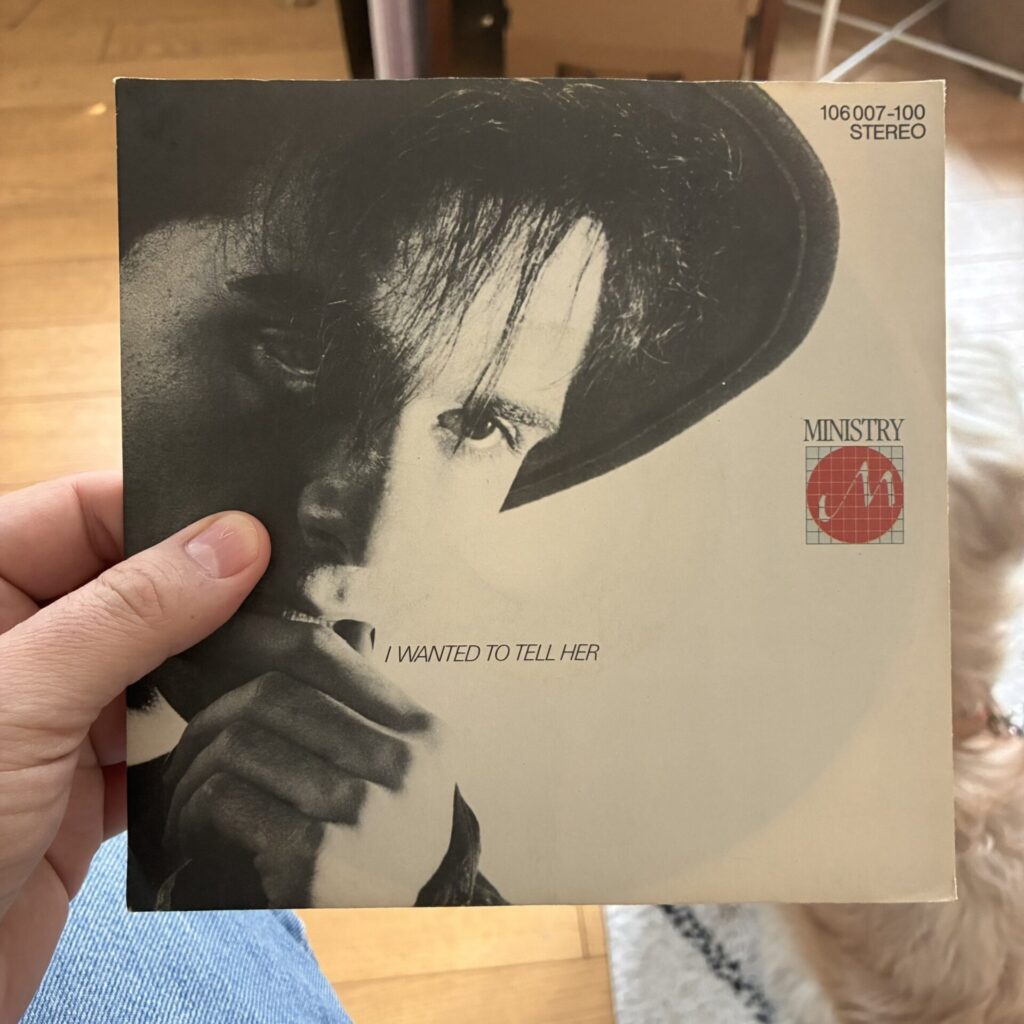 106 007-100
STEREO
MINISTRY
M
I WANTED TO TELL HER